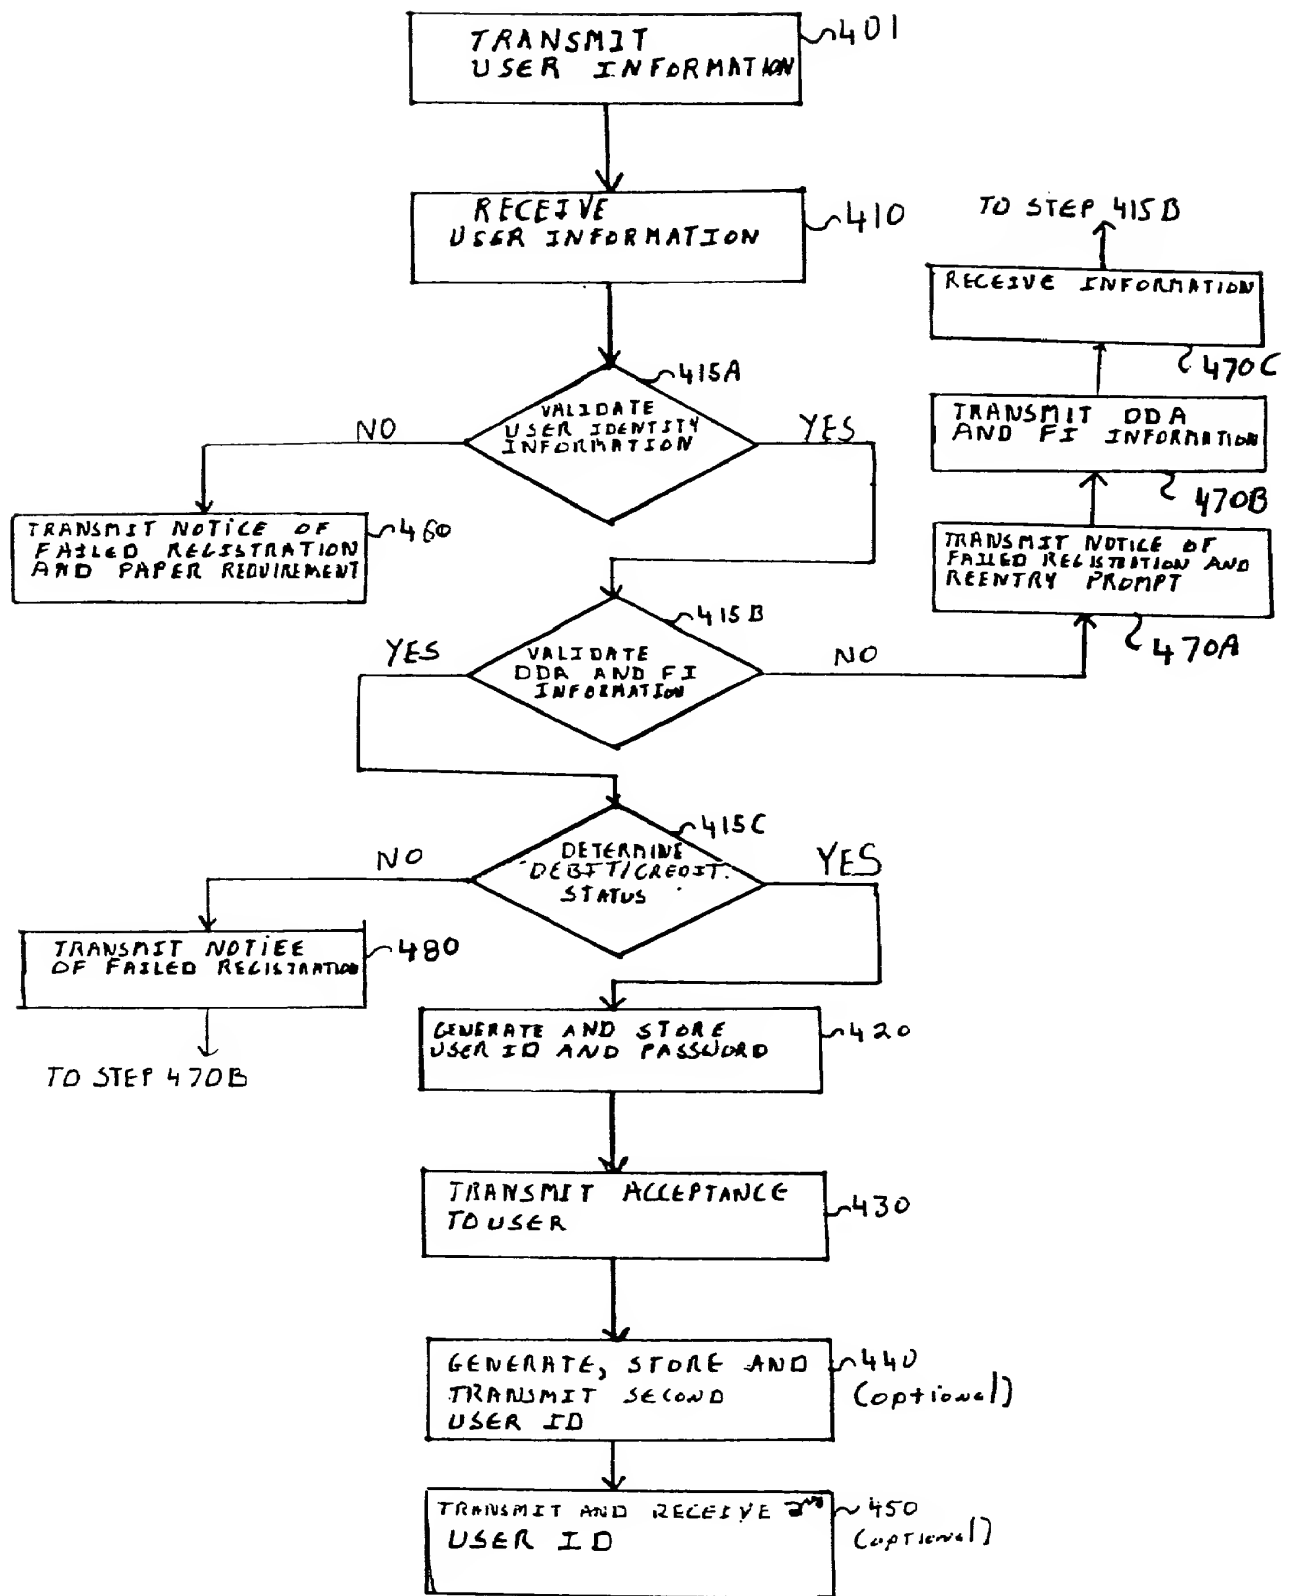 TRANSMIT
USER INFORMATION
401
RECEIVE
USER INFORMATION
410
TO STEP 415B
RECEIVE INFORMATION
470C
415A
VALIDATE
USER IDENTITY
INFORMATION
NO
YES
TRANSMIT DDA
AND FI INFORMATION
470B
TRANSMIT NOTICE OF
FAILED REGISTRATION
AND PAPER REQUIREMENT
460
TRANSMIT NOTICE OF
FAILED REGISTRATION AND
REENTRY PROMPT
470A
415B
VALIDATE
DDA AND FI
INFORMATION
YES
NO
415C
DETERMINE
DEBIT/CREDIT
STATUS
NO
YES
TRANSMIT NOTICE
OF FAILED REGISTRATION
480
TO STEP 470B
GENERATE AND STORE
USER ID AND PASSWORD
420
TRANSMIT ACCEPTANCE
TO USER
430
GENERATE, STORE AND
TRANSMIT SECOND
USER ID
440
(optional)
TRANSMIT AND RECEIVE 2ND
USER ID
450
(optional)